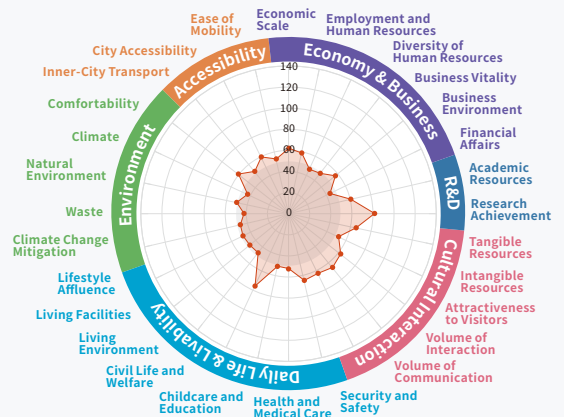 Ease of
Mobility
Economic
Scale
Employment and
Human Resources
Diversity of
Human Resources
Business Vitality
Business
Environment
Financial
Affairs
Academic
Resources
Research
Achievement
Tangible
Resources
Intangible
Resources
Attractiveness
to Visitors
Volume of
Interaction
Volume of
Communication
Security and
Safety
Health and
Medical Care
Childcare and
Education
Civil Life and
Welfare
Living
Environment
Living Facilities
Lifestyle
Affluence
Climate Change
Mitigation
Waste
Natural
Environment
Climate
Comfortability
Inner-City Transport
City Accessibility
Accessibility
Economy & Business
R&D
Cultural Interaction
Daily Life & Livability
Environment
140
120
100
80
60
40
20
0